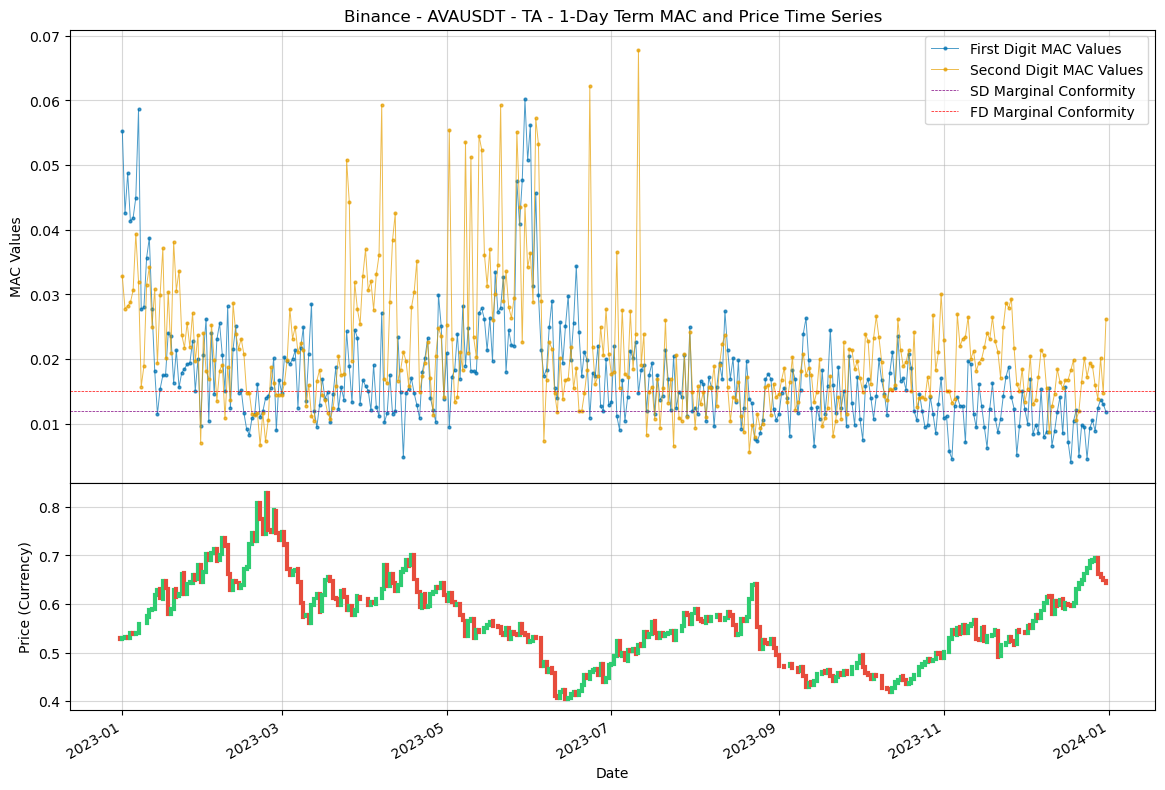 Binance - AVAUSDT - TA - 1-Day Term MAC and Price Time Series
First Digit MAC Values
Second Digit MAC Values
SD Marginal Conformity
FD Marginal Conformity
MAC Values
0.07
0.06
0.05
0.04
0.03
0.02
0.01
Price (Currency)
0.8
0.7
0.6
0.5
0.4
2023-01
2023-03
2023-05
2023-07
2023-09
2023-11
2024-01
Date